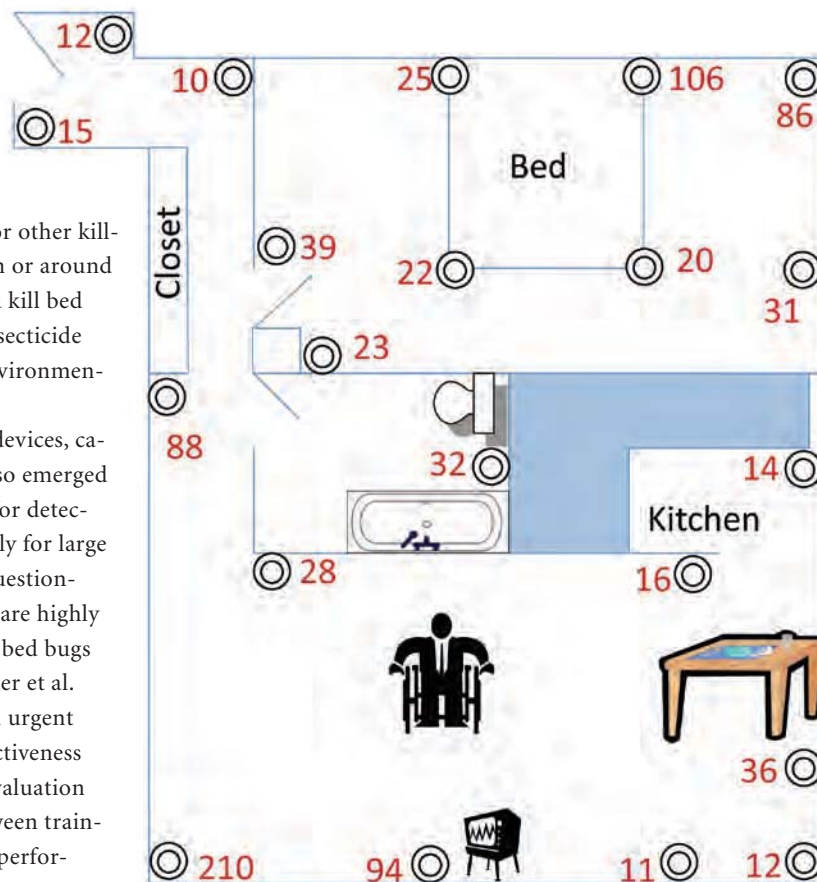 12
10
25
106
86
15
Bed
Closet
39
22
20
31
23
88
32
14
Kitchen
28
16
36
210
94
11
12
or other kill-
n or around
l kill bed
secticide
vironmen-
devices, ca-
so emerged
for detec-
ly for large
uestion-
are highly
bed bugs
er et al.
urgent
ctiveness
valuation
ween train-
perfor-